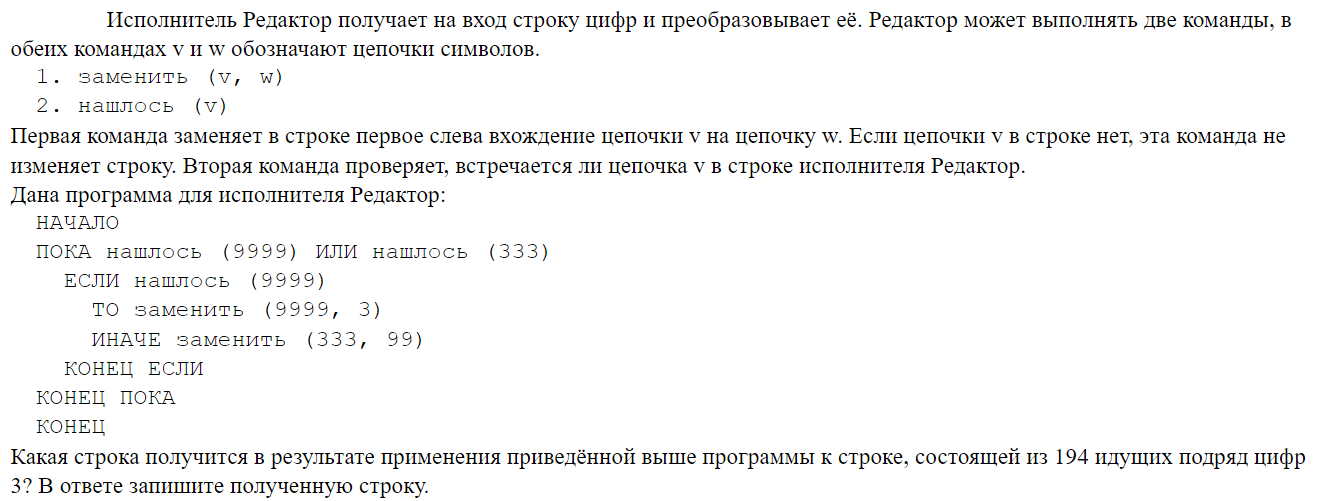 Исполнитель Редактор получает на вход строку цифр и преобразовывает её. Редактор может выполнять две команды, в
обеих командах v и w обозначают цепочки символов.
1. заменить (v, w)
2. нашлось (v)
Первая команда заменяет в строке первое слева вхождение цепочки v на цепочку w. Если цепочки v в строке нет, эта команда не
изменяет строку. Вторая команда проверяет, встречается ли цепочка v в строке исполнителя Редактор.
Дана программа для исполнителя Редактор:
НАЧАЛО
ПОКА нашлось (9999) ИЛИ нашлось (333)
ЕСЛИ нашлось (9999)
ТО заменить (9999, 3)
ИНАЧЕ заменить (333, 99)
КОНЕЦ ЕСЛИ
КОНЕЦ ПОКА
КОНЕЦ
Какая строка получится в результате применения приведённой выше программы к строке, состоящей из 194 идущих подряд цифр
3? В ответе запишите полученную строку.